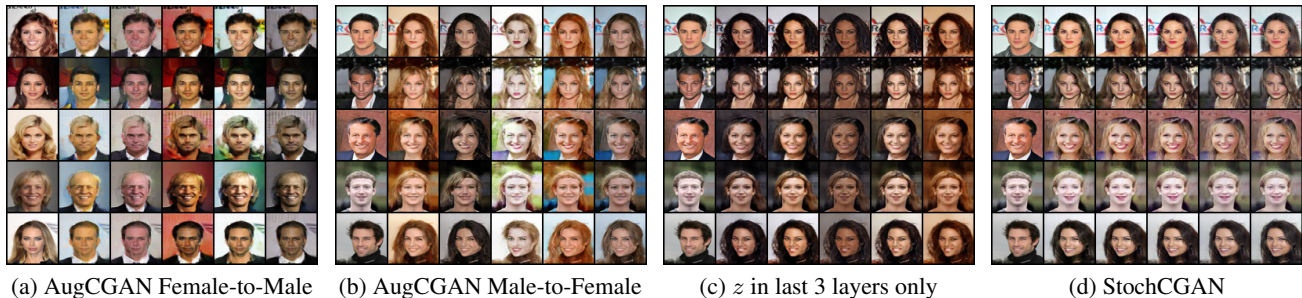 (a) AugCGAN Female-to-Male
(b) AugCGAN Male-to-Female
(c) z in last 3 layers only
(d) StochCGAN